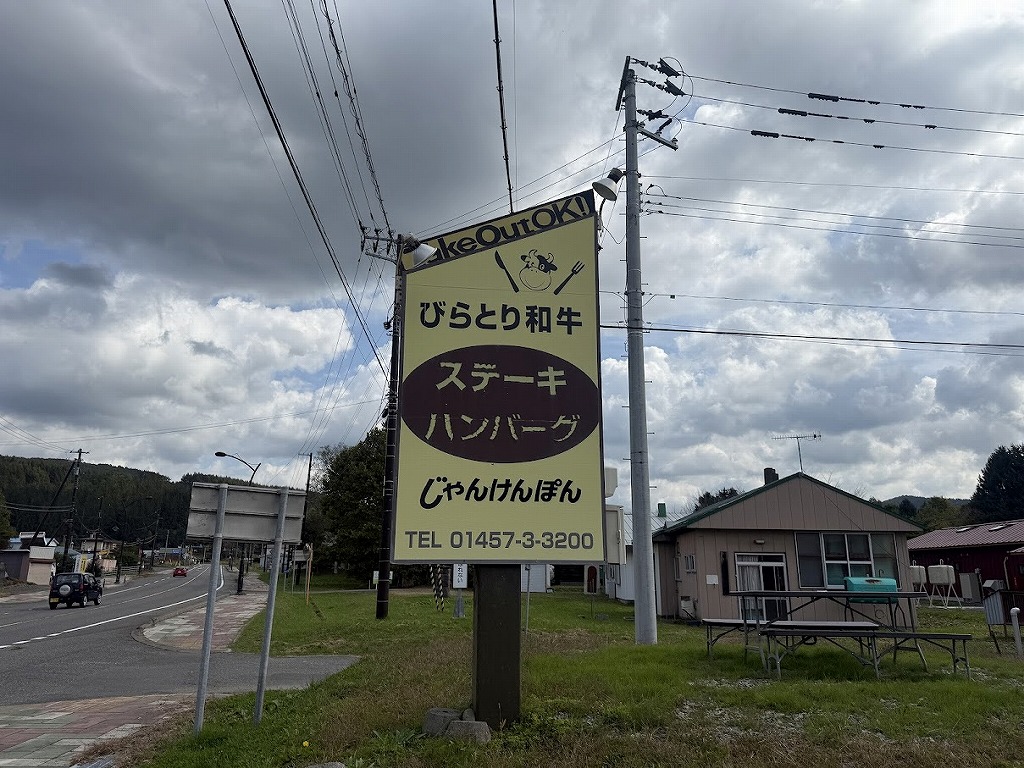 akeOutOK!!
びらとり和牛
ステーキ
ハンバーグ
じゃんけんぽん
TEL 01457-3-3200